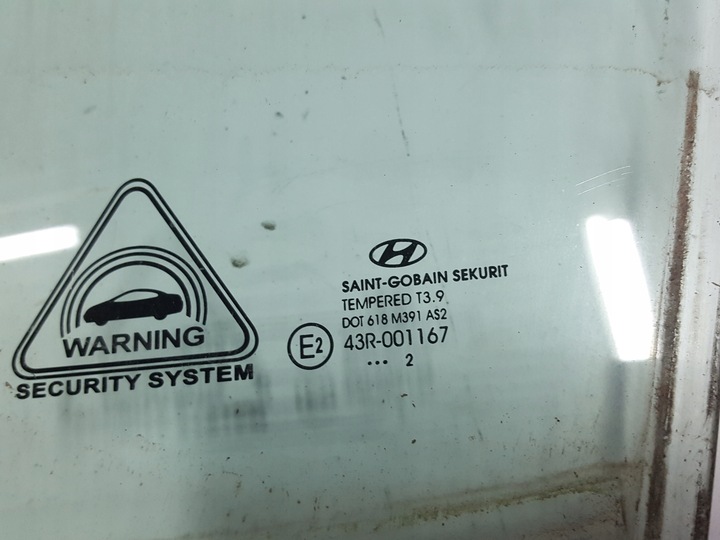 WARNING
SECURITY SYSTEM
SAINT-GOBAIN SEKURIT
TEMPERED T3.9
DOT 618 M391 AS2
E2 43R-001167
••• 2